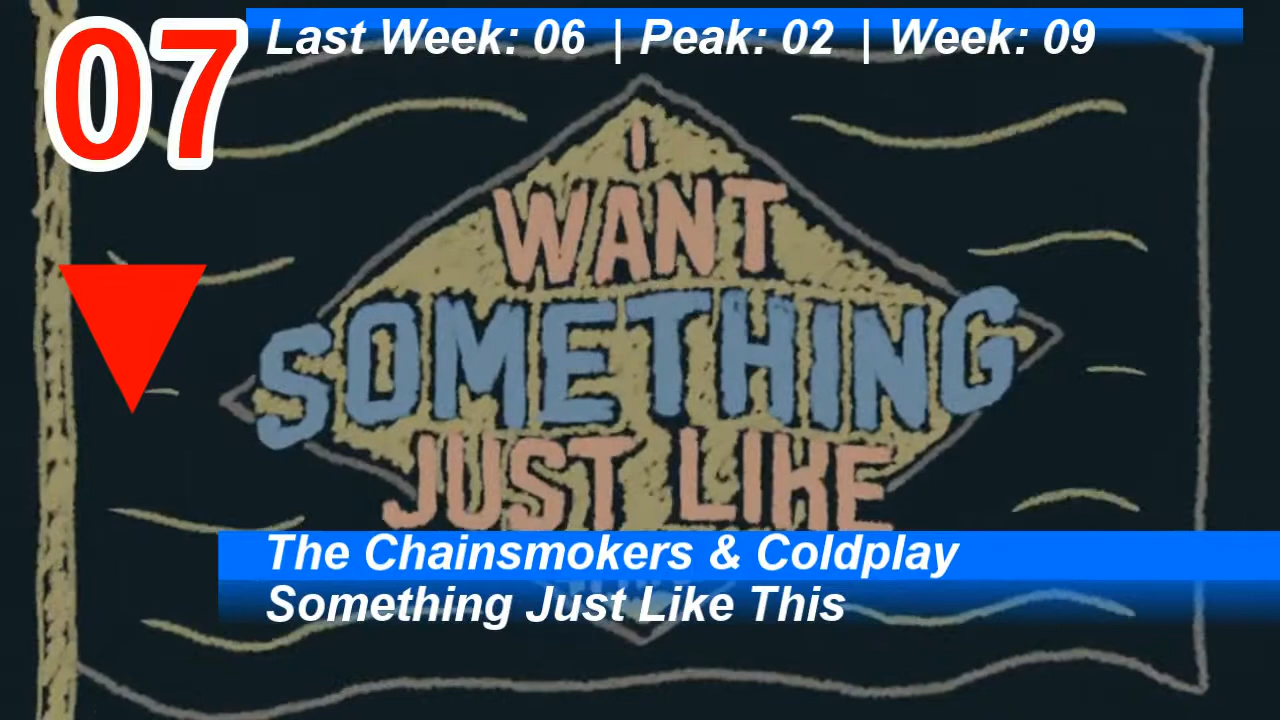 07
Last Week: 06 | Peak: 02 | Week: 09
I
WANT
SOMETHING
JUST LIKE
The Chainsmokers & Coldplay
Something Just Like This